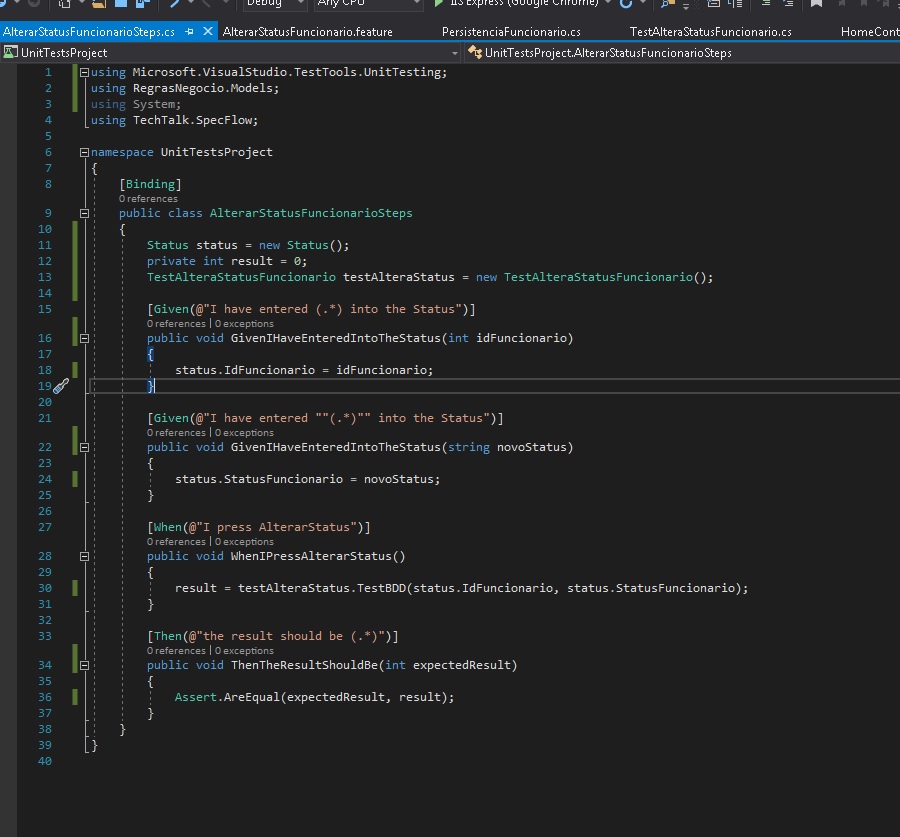 Debug Any CPU IIS Express (Google Chrome)
AlterarStatusFuncionarioSteps.cs AlterarStatusFuncionario.feature PersistenciaFuncionario.cs TestAlteraStatusFuncionario.cs HomeCont
UnitTestsProject UnitTestsProject.AlterarStatusFuncionarioSteps
1 using Microsoft.VisualStudio.TestTools.UnitTesting;
2 using RegrasNegocio.Models;
3 using System;
4 using TechTalk.SpecFlow;
5
6 namespace UnitTestsProject
7 {
8 [Binding]
0 references
9 public class AlterarStatusFuncionarioSteps
10 {
11 Status status = new Status();
12 private int result = 0;
13 TestAlteraStatusFuncionario testAlteraStatus = new TestAlteraStatusFuncionario();
14
15 [Given(@"I have entered (.*) into the Status")]
0 references | 0 exceptions
16 public void GivenIHaveEnteredIntoTheStatus(int idFuncionario)
17 {
18 status.IdFuncionario = idFuncionario;
19 }
20
21 [Given(@"I have entered ""(.*)"" into the Status")]
0 references | 0 exceptions
22 public void GivenIHaveEnteredIntoTheStatus(string novoStatus)
23 {
24 status.StatusFuncionario = novoStatus;
25 }
26
27 [When(@"I press AlterarStatus")]
0 references | 0 exceptions
28 public void WhenIPressAlterarStatus()
29 {
30 result = testAlteraStatus.TestBDD(status.IdFuncionario, status.StatusFuncionario);
31 }
32
33 [Then(@"the result should be (.*)")]
0 references | 0 exceptions
34 public void ThenTheResultShouldBe(int expectedResult)
35 {
36 Assert.AreEqual(expectedResult, result);
37 }
38 }
39 }
40